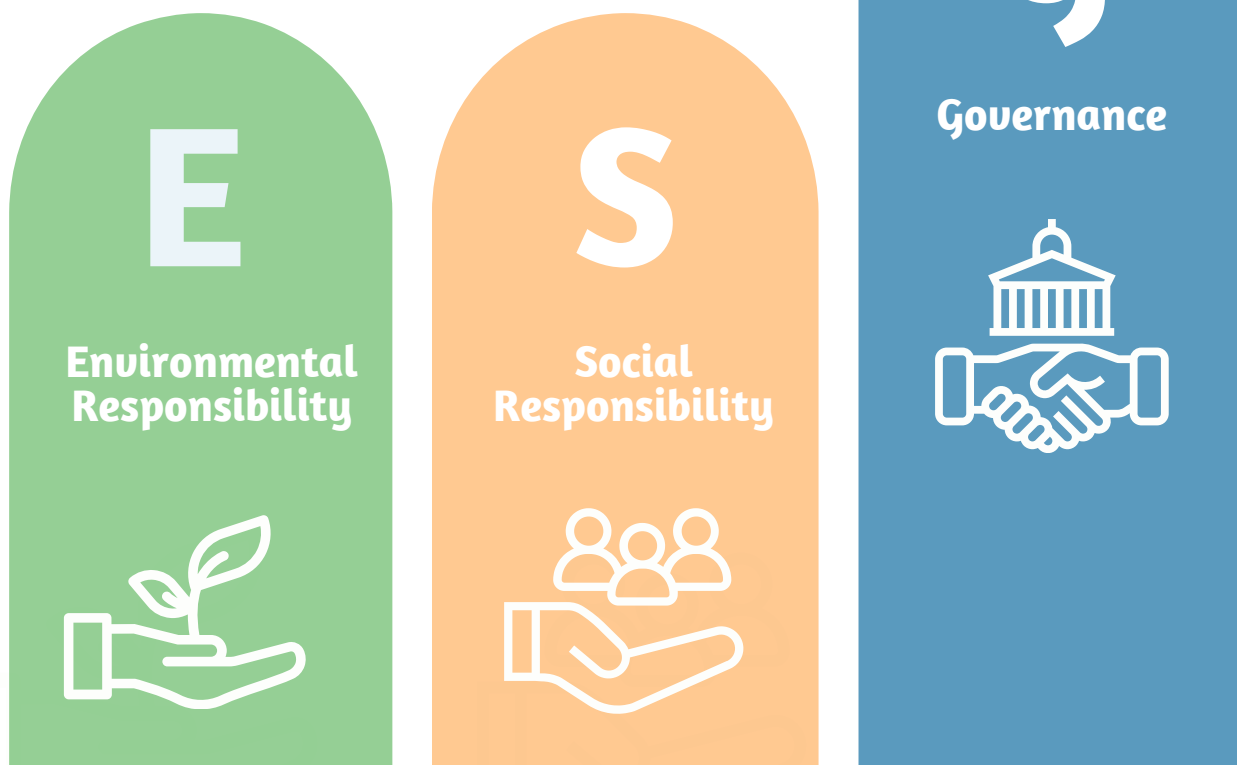 E
Environmental
Responsibility
S
Social
Responsibility
Governance